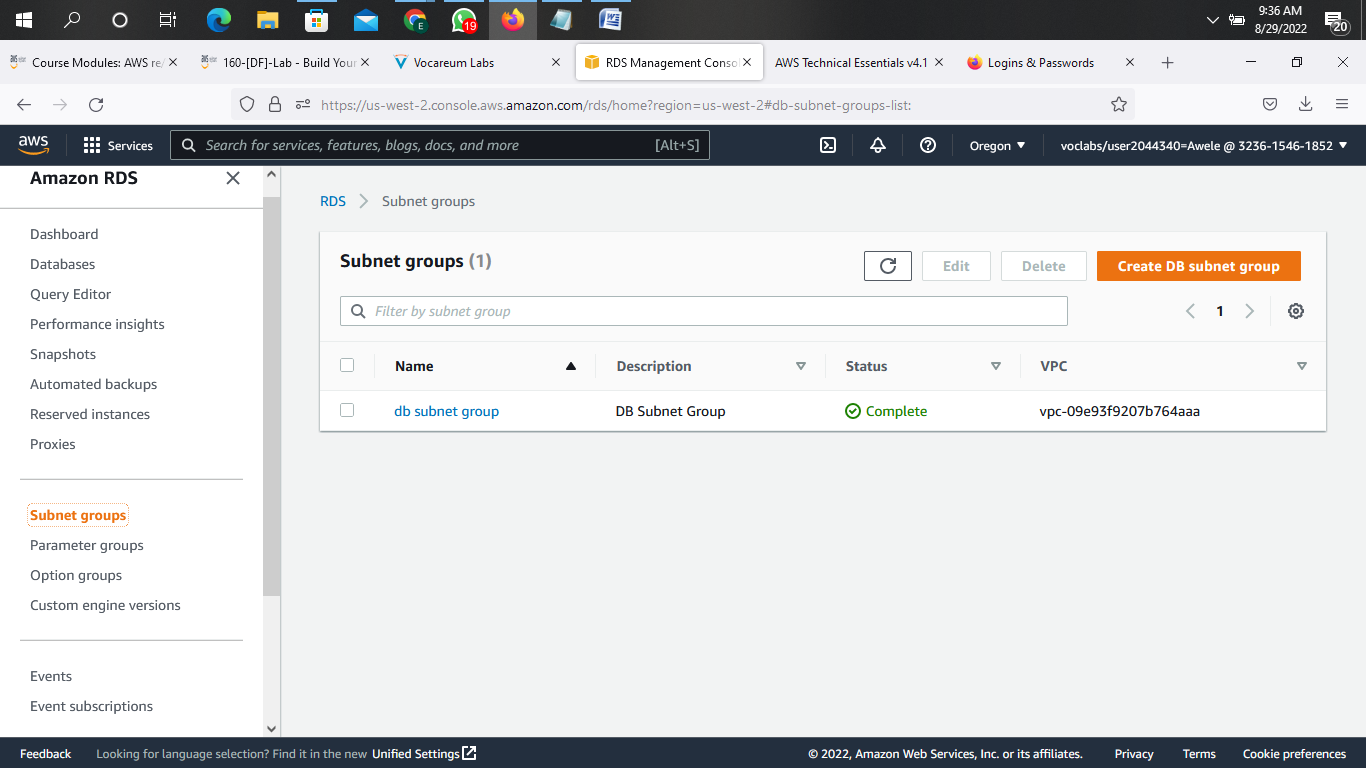 19
9:36 AM
8/29/2022
20
Course Modules: AWS re/
160-[DF]-Lab - Build Your
Vocareum Labs
RDS Management Conso
AWS Technical Essentials v4.1
Logins & Passwords
https://us-west-2.console.aws.amazon.com/rds/home?region=us-west-2#db-subnet-groups-list:
aws
Services
Search for services, features, blogs, docs, and more
[Alt+S]
Oregon
voclabs/user2044340=Awele @ 3236-1546-1852
Amazon RDS
Dashboard
Databases
Query Editor
Performance insights
Snapshots
Automated backups
Reserved instances
Proxies
Subnet groups
Parameter groups
Option groups
Custom engine versions
Events
Event subscriptions
RDS
Subnet groups
Subnet groups (1)
Edit
Delete
Create DB subnet group
Filter by subnet group
1
Name
Description
Status
VPC
db subnet group
DB Subnet Group
Complete
vpc-09e93f9207b764aaa
Feedback
Looking for language selection? Find it in the new Unified Settings
© 2022, Amazon Web Services, Inc. or its affiliates.
Privacy
Terms
Cookie preferences